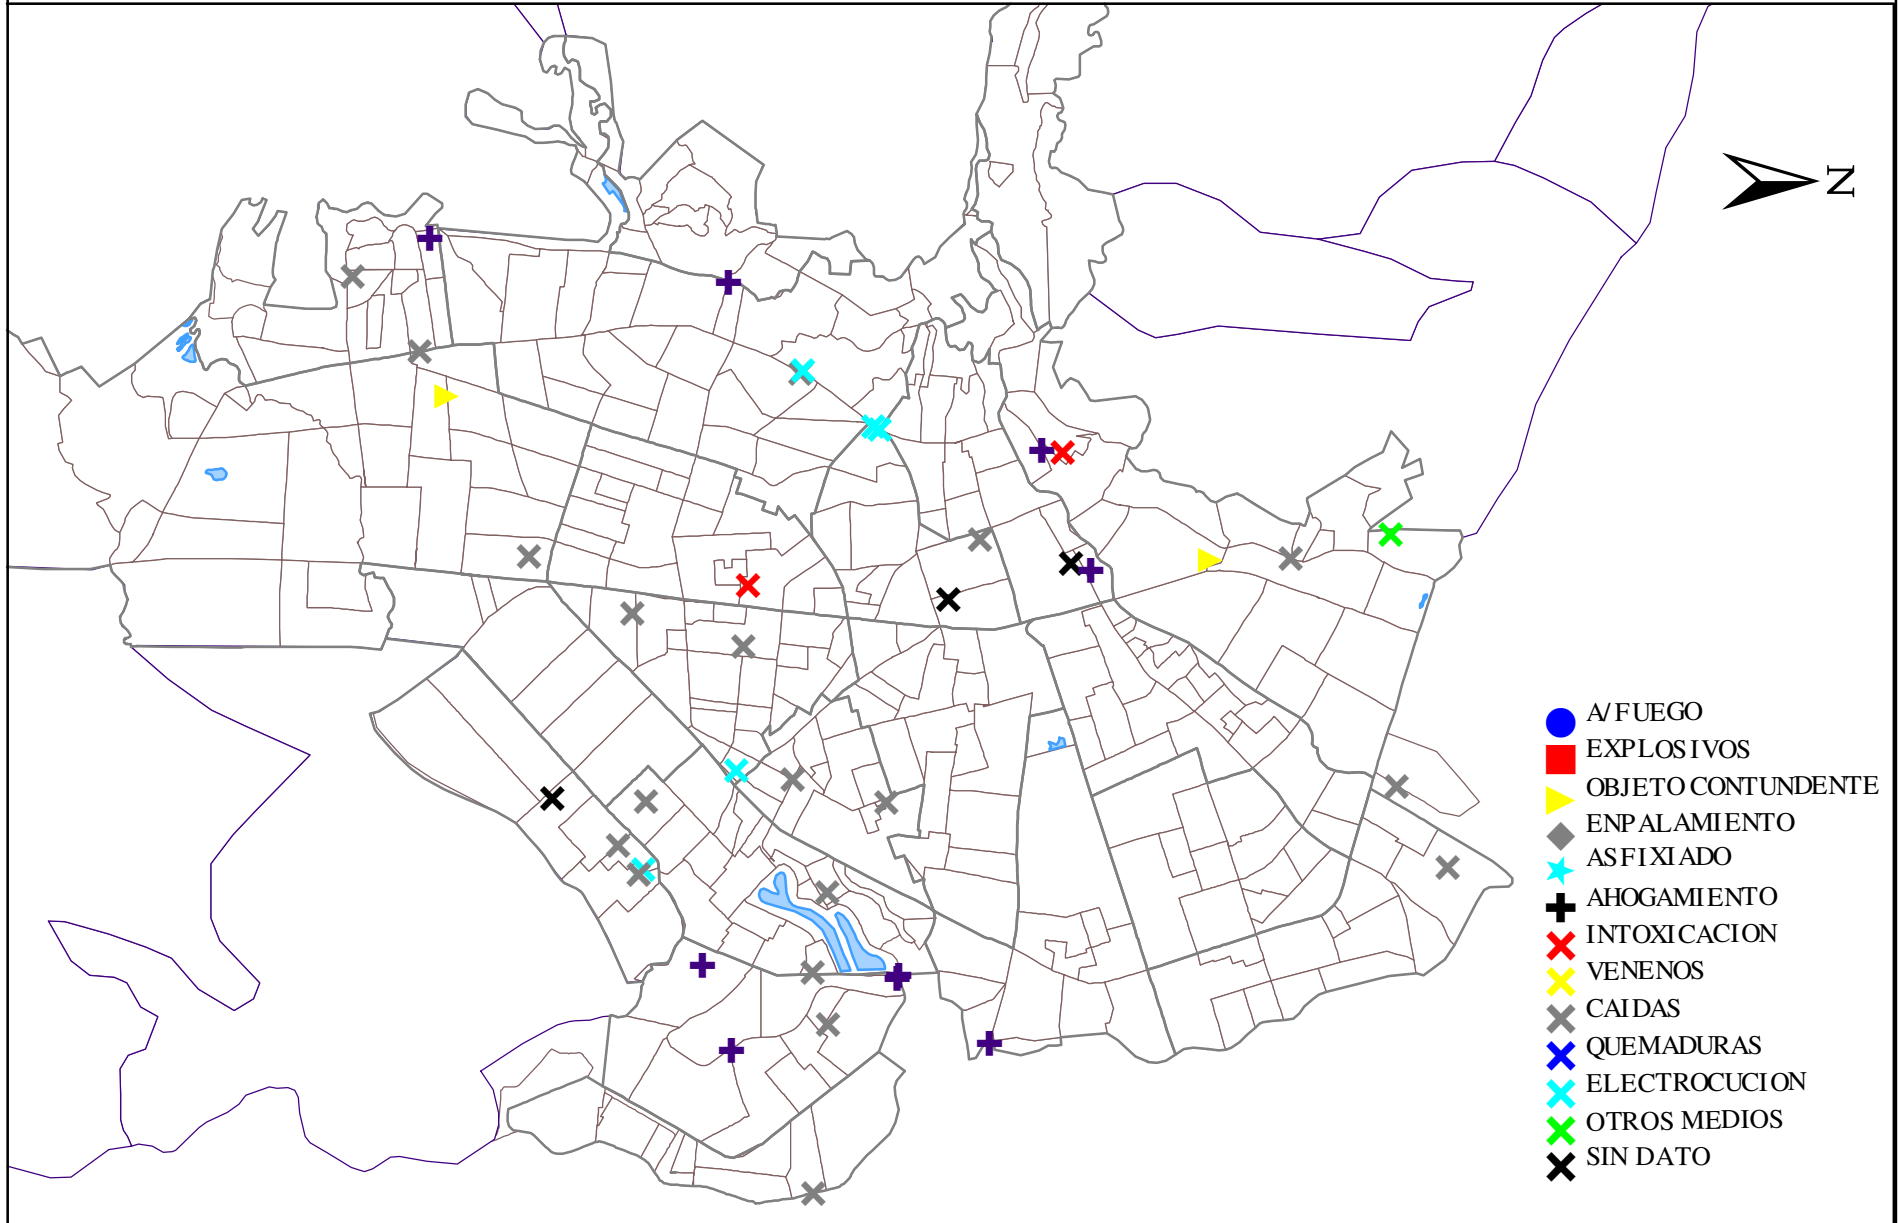 N
A/FUEGO
EXPLOSIVOS
OBJETO CONTUNDENTE
ENPALAMIENTO
ASFIXIADO
AHOGAMIENTO
INTOXICACION
VENENOS
CAIDAS
QUEMADURAS
ELECTROCUCION
OTROS MEDIOS
SIN DATO